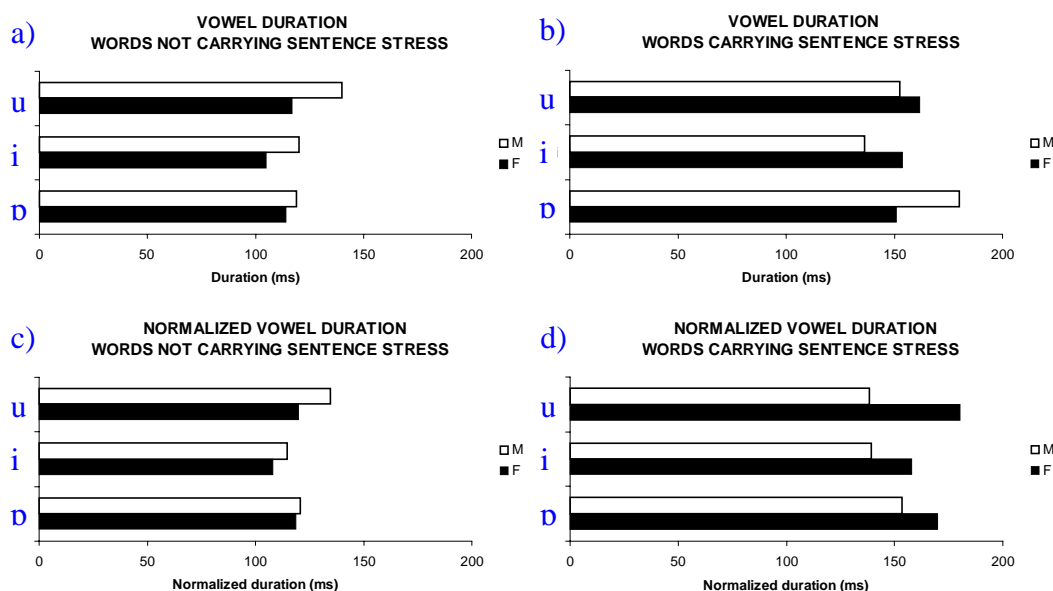 a)
VOWEL DURATION
WORDS NOT CARRYING SENTENCE STRESS
u
i
ɒ
M
F
0 50 100 150 200
Duration (ms)
b)
VOWEL DURATION
WORDS CARRYING SENTENCE STRESS
u
i
ɒ
M
F
0 50 100 150 200
Duration (ms)
c)
NORMALIZED VOWEL DURATION
WORDS NOT CARRYING SENTENCE STRESS
u
i
ɒ
M
F
0 50 100 150 200
Normalized duration (ms)
d)
NORMALIZED VOWEL DURATION
WORDS CARRYING SENTENCE STRESS
u
i
ɒ
M
F
0 50 100 150 200
Normalized duration (ms)